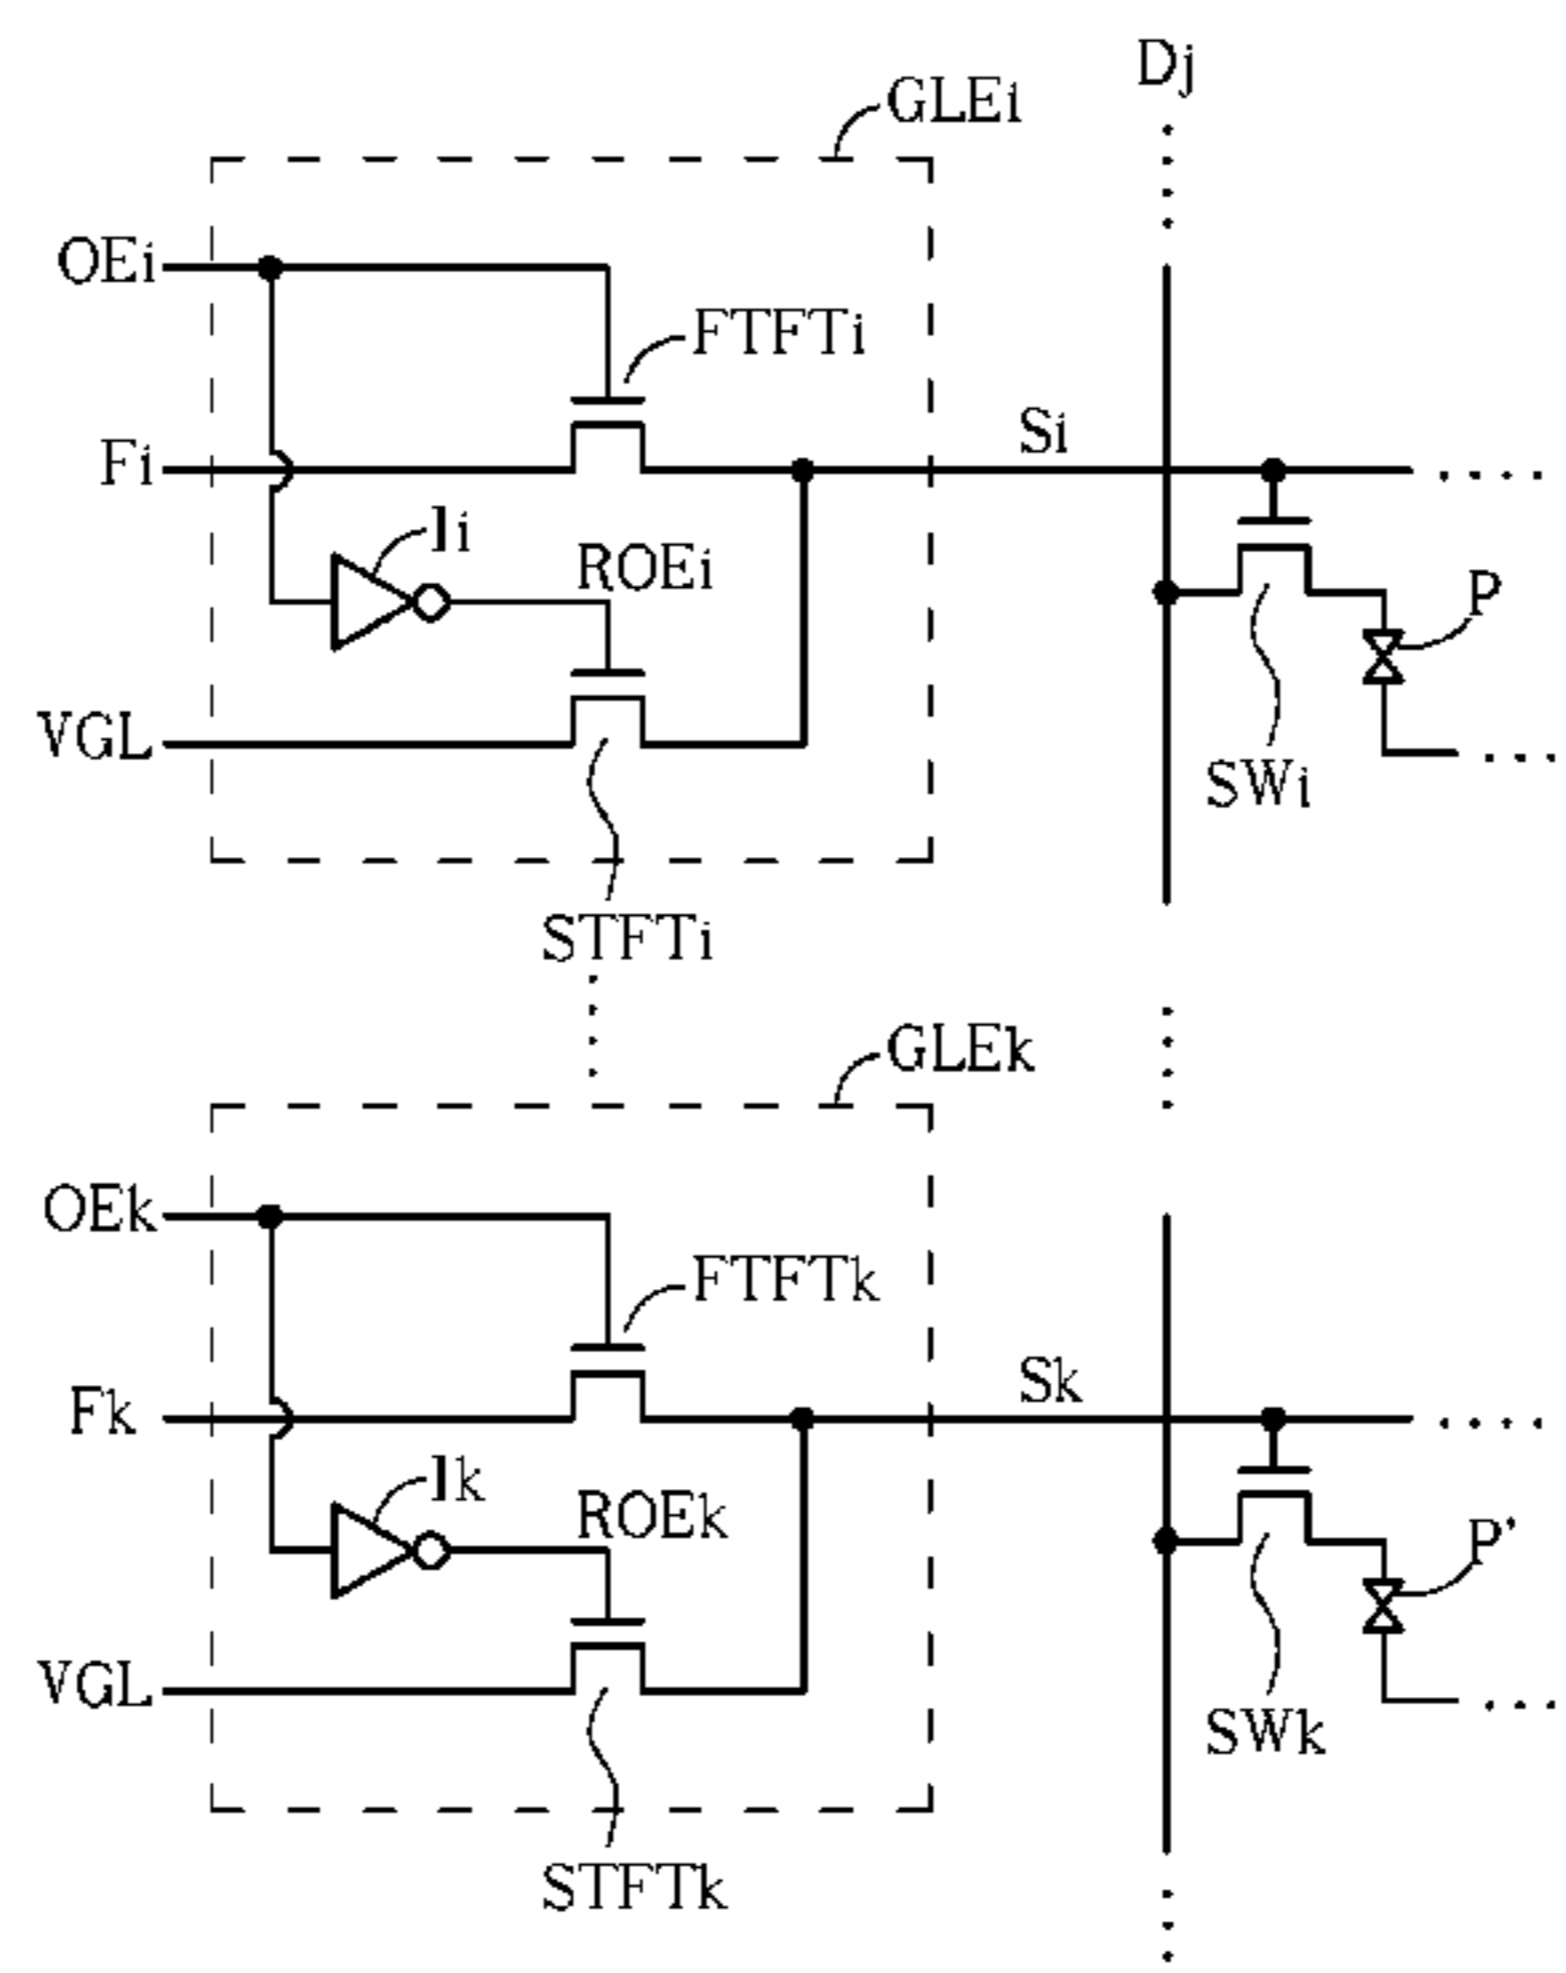 Dj
GLEi
OEi
FTFTi
Fi
Si
Ii
ROEi
P
VGL
SWi
STFTi
GLEk
OEk
FTFTk
Fk
Sk
Ik
ROEk
P'
VGL
SWk
STFTk